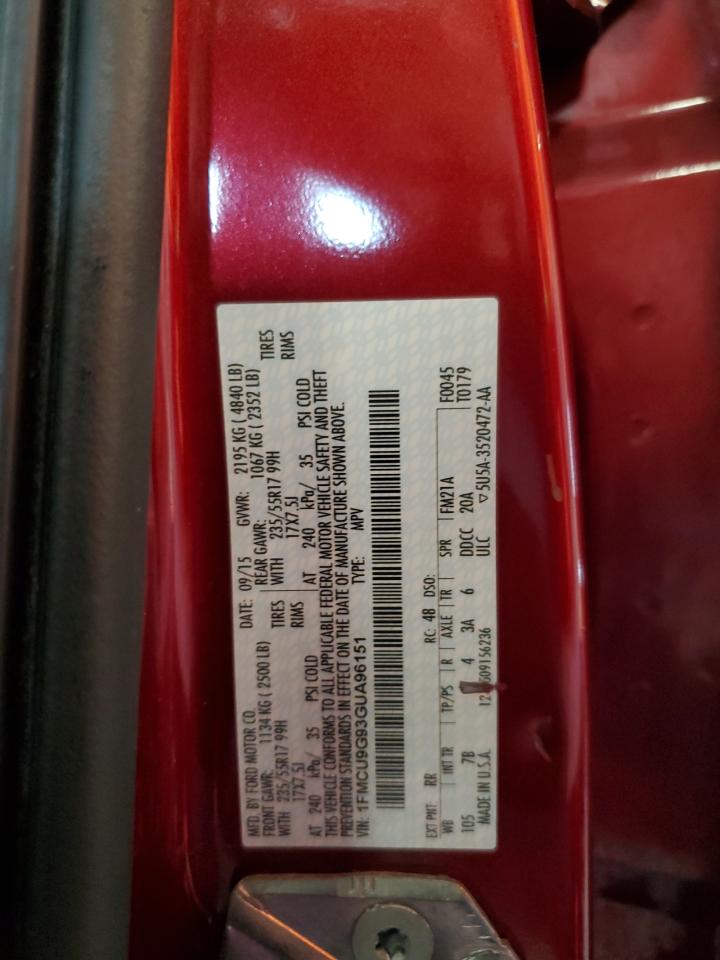 MFD. BY FORD MOTOR CO. DATE: 09/15 GVWR: 2195 KG ( 4840 LB)
FRONT GAWR: 1134 KG ( 2500 LB) REAR GAWR: 1067 KG ( 2352 LB)
WITH 235/55R17 99H TIRES WITH 235/55R17 99H TIRES
17X7.5J RIMS 17X7.5J RIMS
AT 240 kPa/ 35 PSI COLD AT 240 kPa/ 35 PSI COLD
THIS VEHICLE CONFORMS TO ALL APPLICABLE FEDERAL MOTOR VEHICLE SAFETY AND THEFT
PREVENTION STANDARDS IN EFFECT ON THE DATE OF MANUFACTURE SHOWN ABOVE.
VIN: 1FMCU9G93GUA96151 TYPE: MPV
EXT PNT: RR RC: 48 DSO: FM21A F0045
WB INT TR TP/PS R AXLE TR SPR T0179
105 7B 4 3A 6 DDCC 20A
MADE IN U.S.A. ULC ▽5U5A-3520472-AA